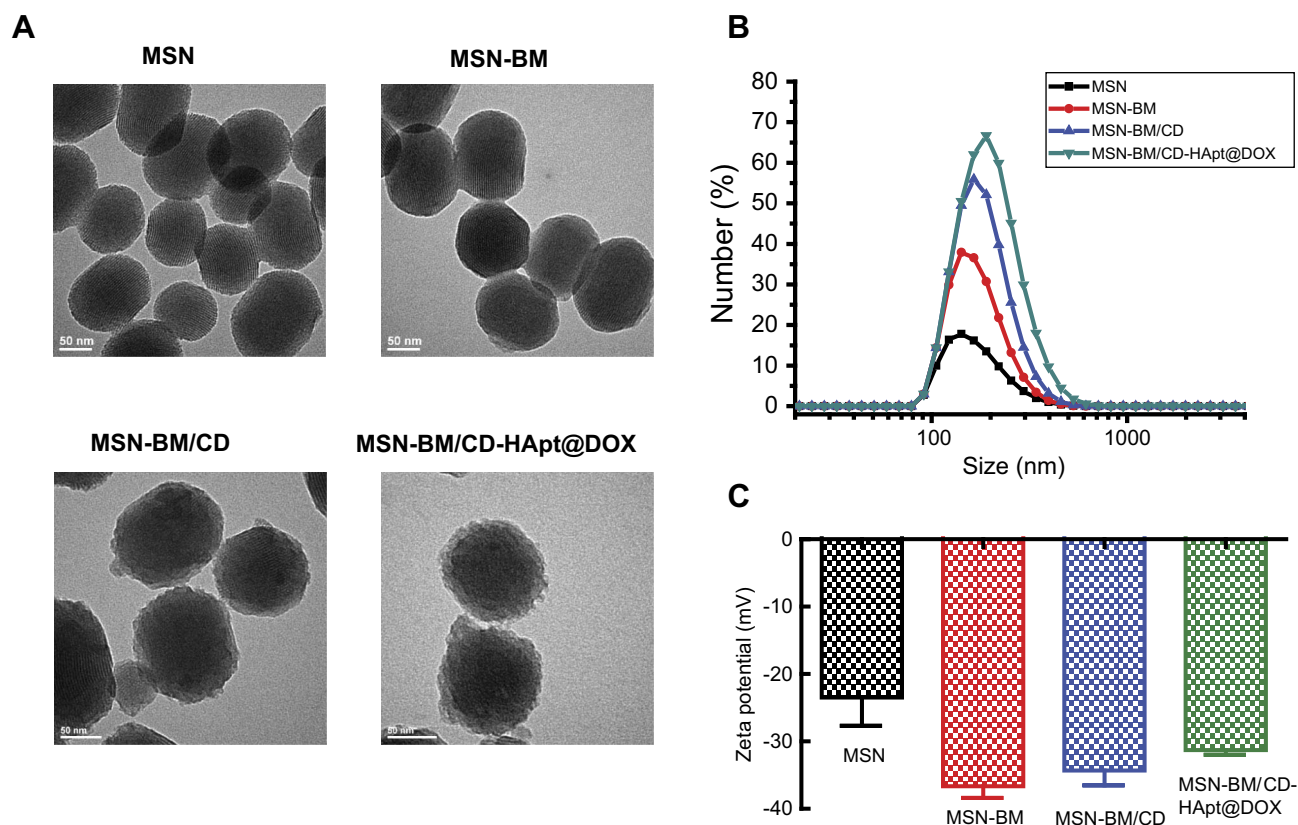 A
MSN
MSN-BM
50 nm
50 nm
MSN-BM/CD
MSN-BM/CD-HApt@DOX
50 nm
50 nm
B
MSN
MSN-BM
MSN-BM/CD
MSN-BM/CD-HApt@DOX
80
70
60
50
40
30
20
10
0
Number (%)
100
1000
Size (nm)
C
0
-10
-20
-30
-40
Zeta potential (mV)
MSN
MSN-BM
MSN-BM/CD
MSN-BM/CD-
HApt@DOX